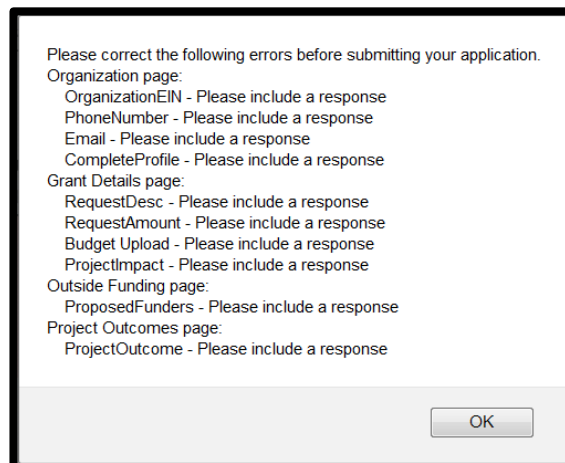 Please correct the following errors before submitting your application.
Organization page:
OrganizationEIN - Please include a response
PhoneNumber - Please include a response
Email - Please include a response
CompleteProfile - Please include a response
Grant Details page:
RequestDesc - Please include a response
RequestAmount - Please include a response
Budget Upload - Please include a response
ProjectImpact - Please include a response
Outside Funding page:
ProposedFunders - Please include a response
Project Outcomes page:
ProjectOutcome - Please include a response
OK